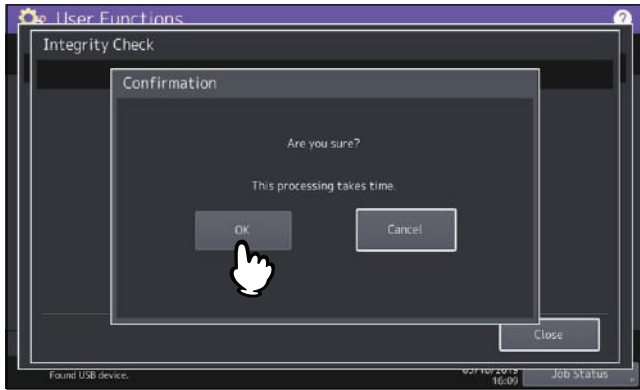 User Functions
?
Integrity Check
Confirmation
Are you sure?
This processing takes time.
OK
Cancel
Close
Found USB device.
16:09
Job Status